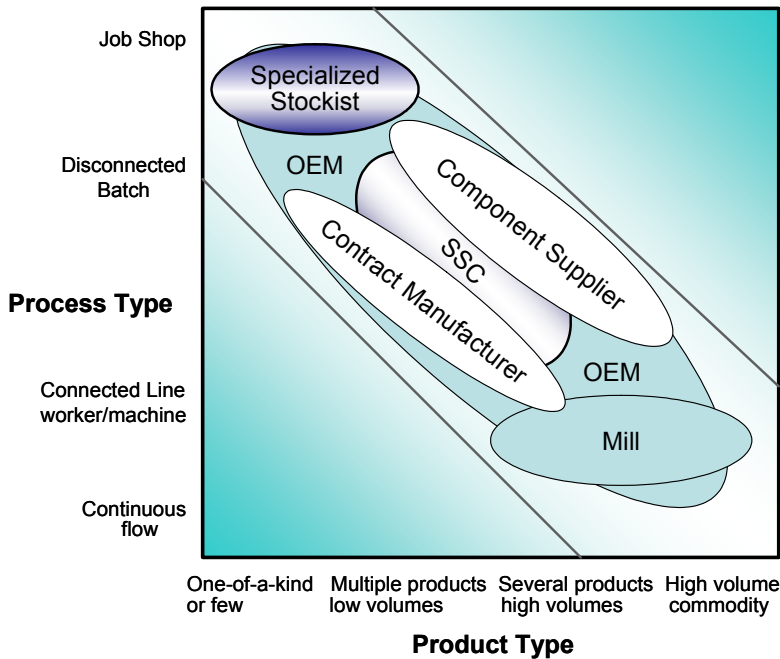 Job Shop
Specialized
Stockist
Disconnected
Batch
OEM
Component Supplier
SSC
Contract Manufacturer
Process Type
OEM
Connected Line
worker/machine
Mill
Continuous
flow
One-of-a-kind
or few
Multiple products
low volumes
Several products
high volumes
High volume
commodity
Product Type